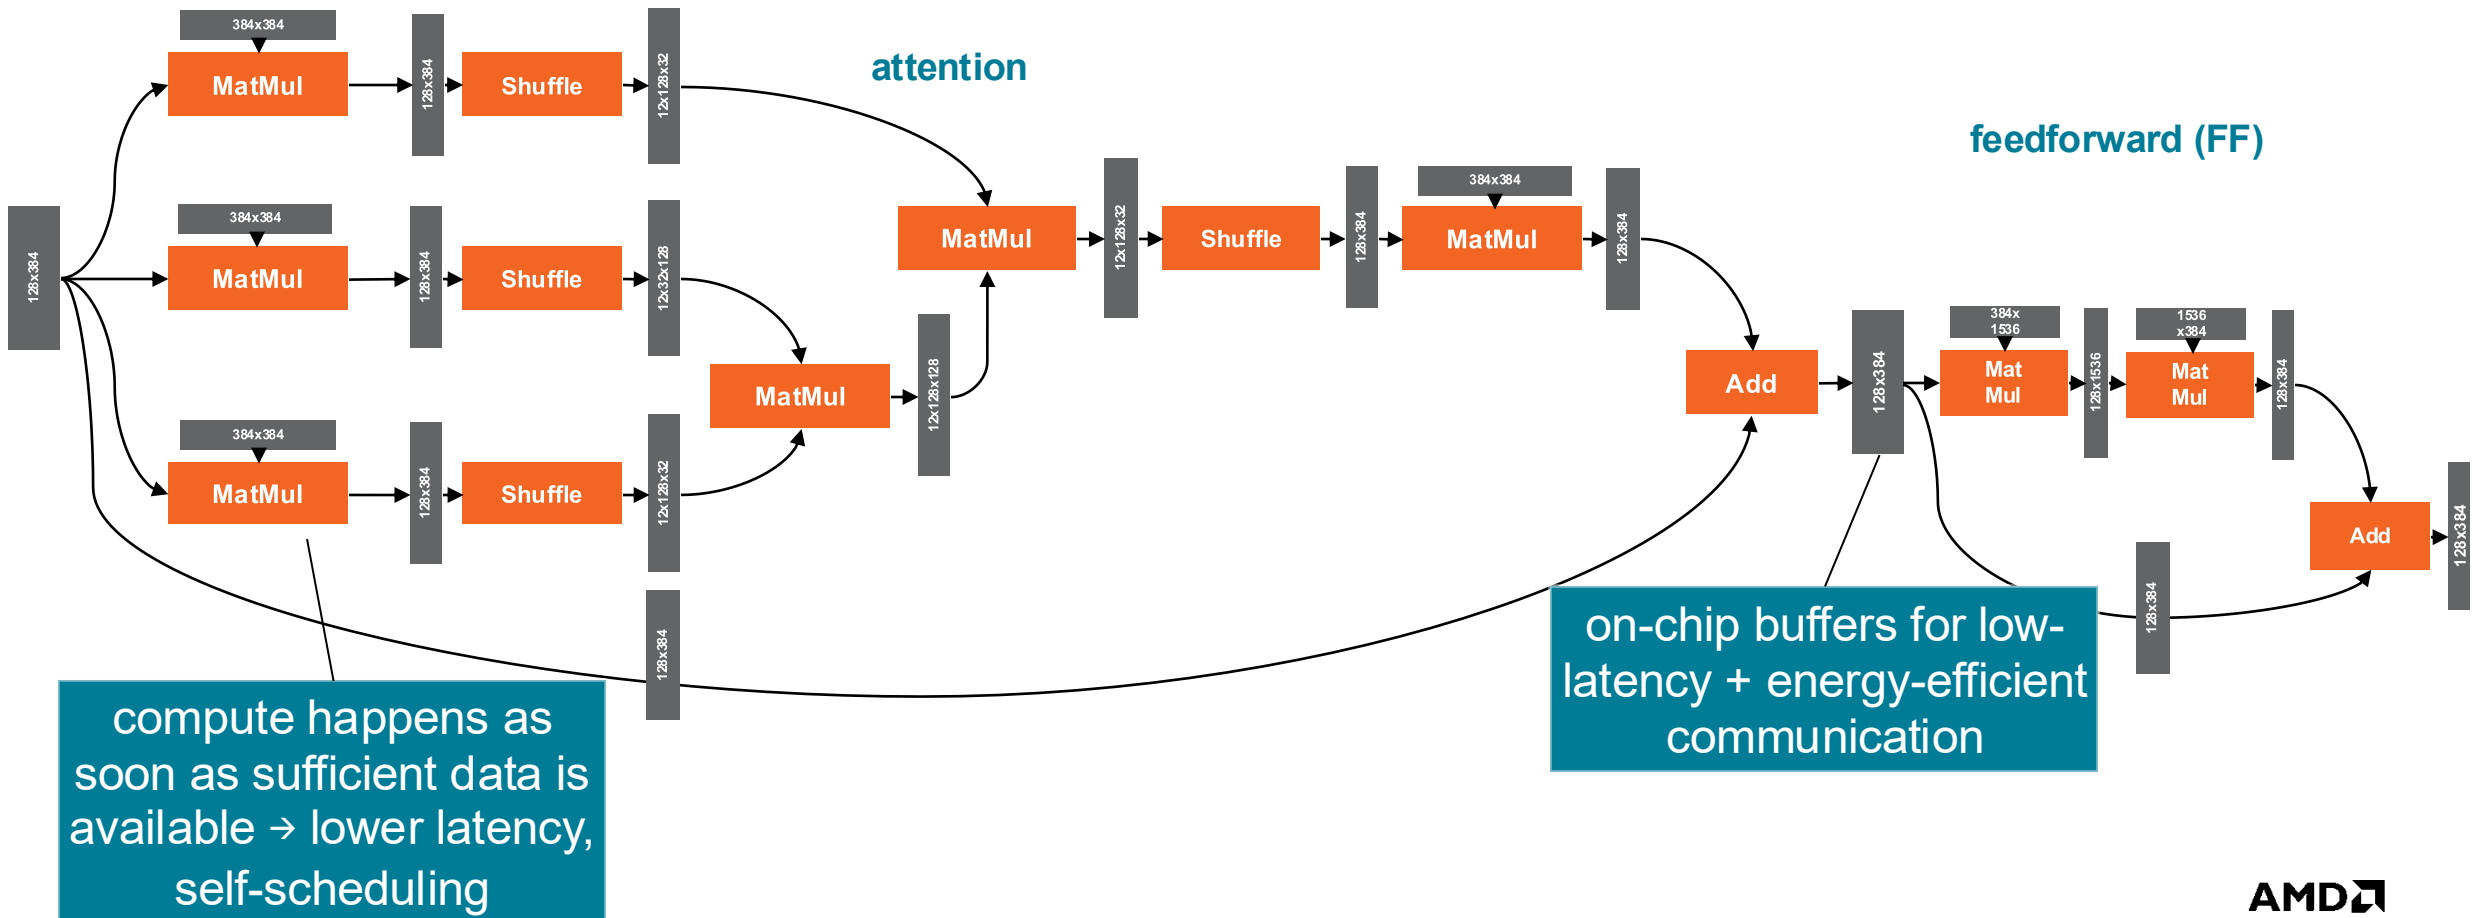 384x384
MatMul
128x384
Shuffle
12x128x32
attention
feedforward (FF)
128x384
384x384
MatMul
128x384
Shuffle
12x32x128
MatMul
12x128x32
Shuffle
128x384
384x384
MatMul
128x384
MatMul
12x128x128
384x384
MatMul
128x384
Shuffle
12x128x32
128x384
Add
128x384
384x
1536
Mat
Mul
128x1536
1536
x384
Mat
Mul
128x384
Add
128x384
128x384
compute happens as
soon as sufficient data is
available → lower latency,
self-scheduling
on-chip buffers for low-
latency + energy-efficient
communication
AMD